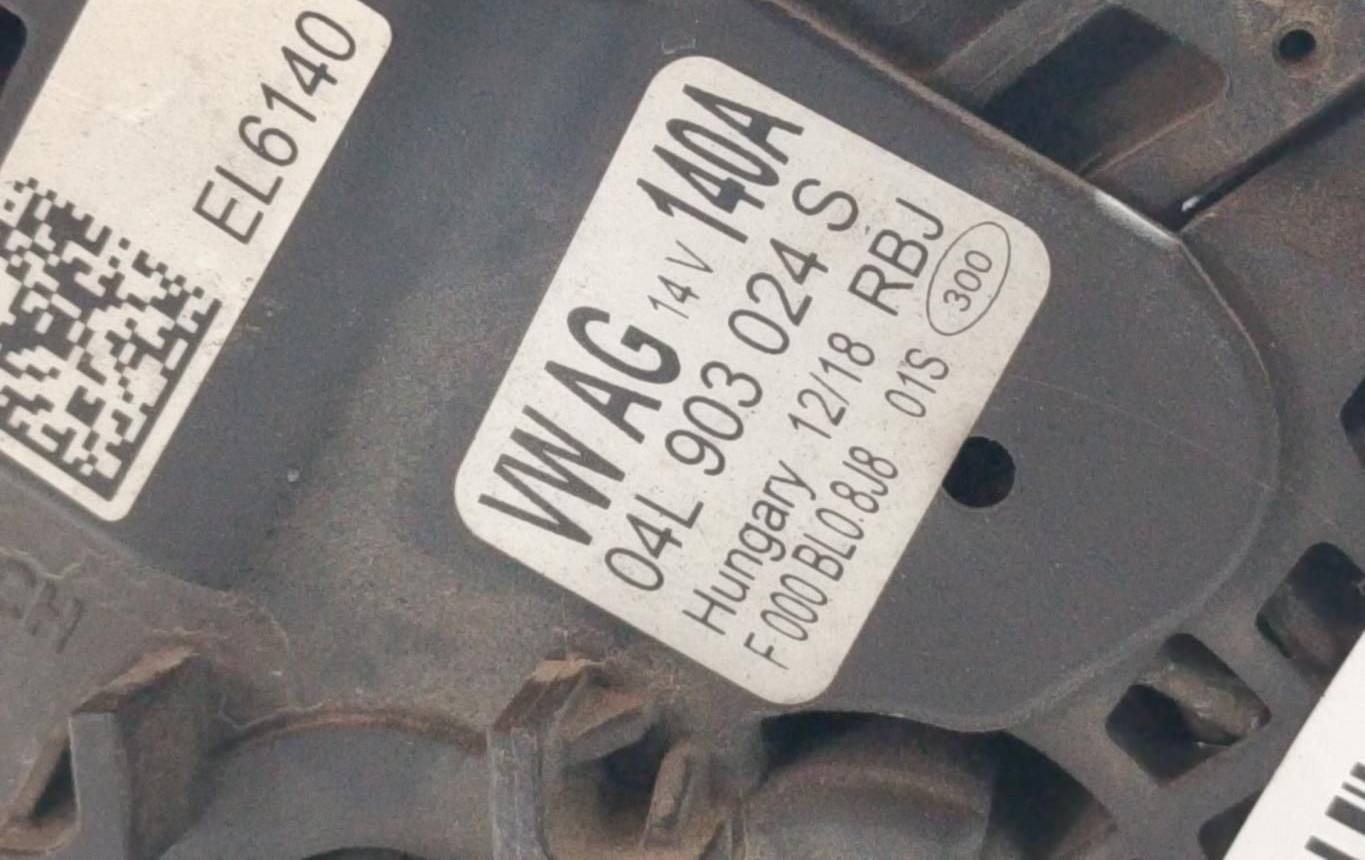 EL6140
VW AG 14 V 140A
04L 903 024 S
Hungary 12/18 RBJ
F 000 BL0.8J8 01S 300